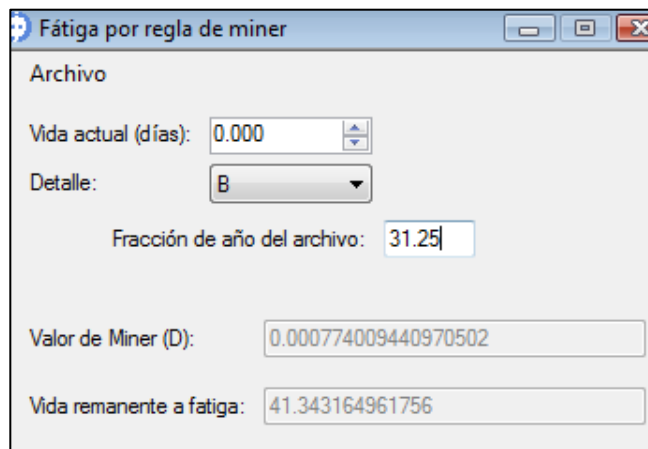 Fátiga por regla de miner
Archivo
Vida actual (días): 0.000
Detalle: B
Fracción de año del archivo: 31.25
Valor de Miner (D): 0.000774009440970502
Vida remanente a fatiga: 41.343164961756